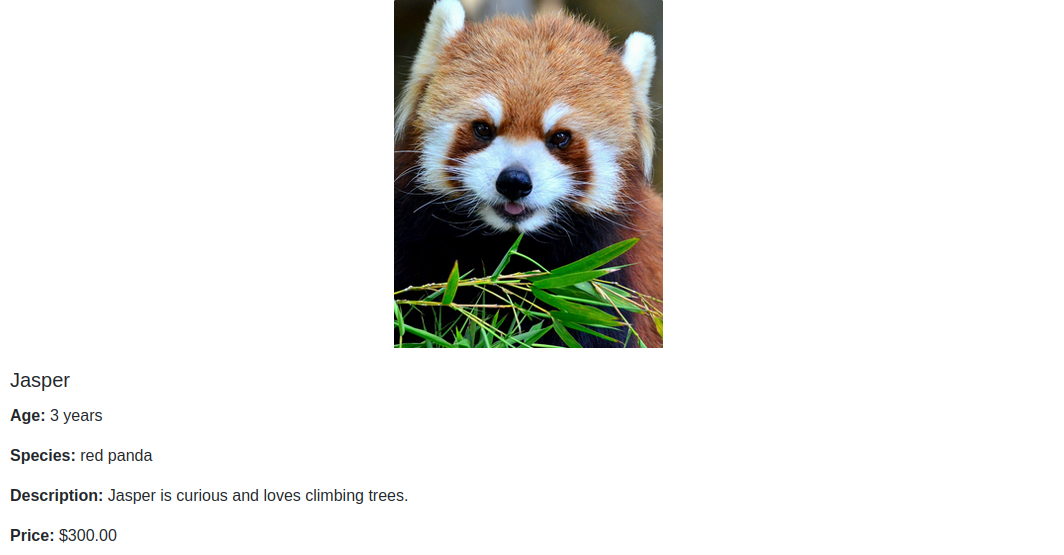 Jasper
Age: 3 years
Species: red panda
Description: Jasper is curious and loves climbing trees.
Price: $300.00